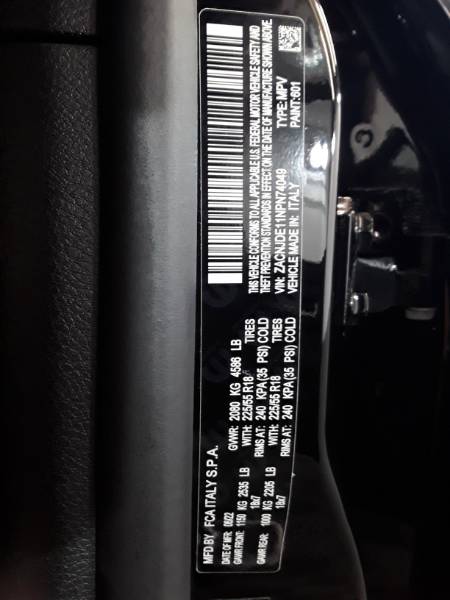 MFD BY: FCA ITALY S.P.A.
DATE OF MFR: 06/22 GVWR: 2080 KG 4586 LB
GAWR FRONT: 1150 KG 2535 LB WITH: 225/55 R18 TIRES
18x7 RIMS AT: 240 KPA (35 PSI) COLD
GAWR REAR: 1000 KG 2205 LB WITH: 225/55 R18 TIRES
18x7 RIMS AT: 240 KPA (35 PSI) COLD
THIS VEHICLE CONFORMS TO ALL APPLICABLE U.S. FEDERAL MOTOR VEHICLE SAFETY AND
STANDARDS IN EFFECT ON THE DATE OF MANUFACTURE SHOWN ABOVE.
VIN: ZACNJDE11NPN74049 TYPE: MPV
VEHICLE MADE IN: ITALY PAINT: 601